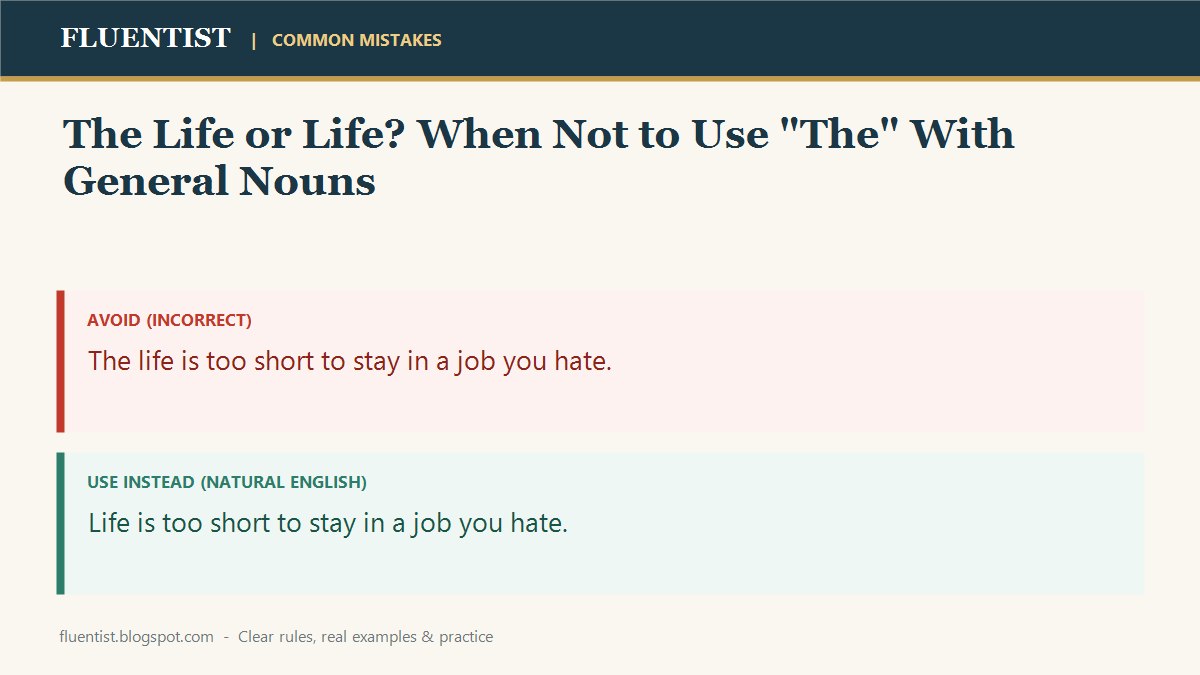 FLUENTIST | COMMON MISTAKES
The Life or Life? When Not to Use "The" With
General Nouns
AVOID (INCORRECT)
The life is too short to stay in a job you hate.
USE INSTEAD (NATURAL ENGLISH)
Life is too short to stay in a job you hate.
fluentist.blogspot.com - Clear rules, real examples & practice